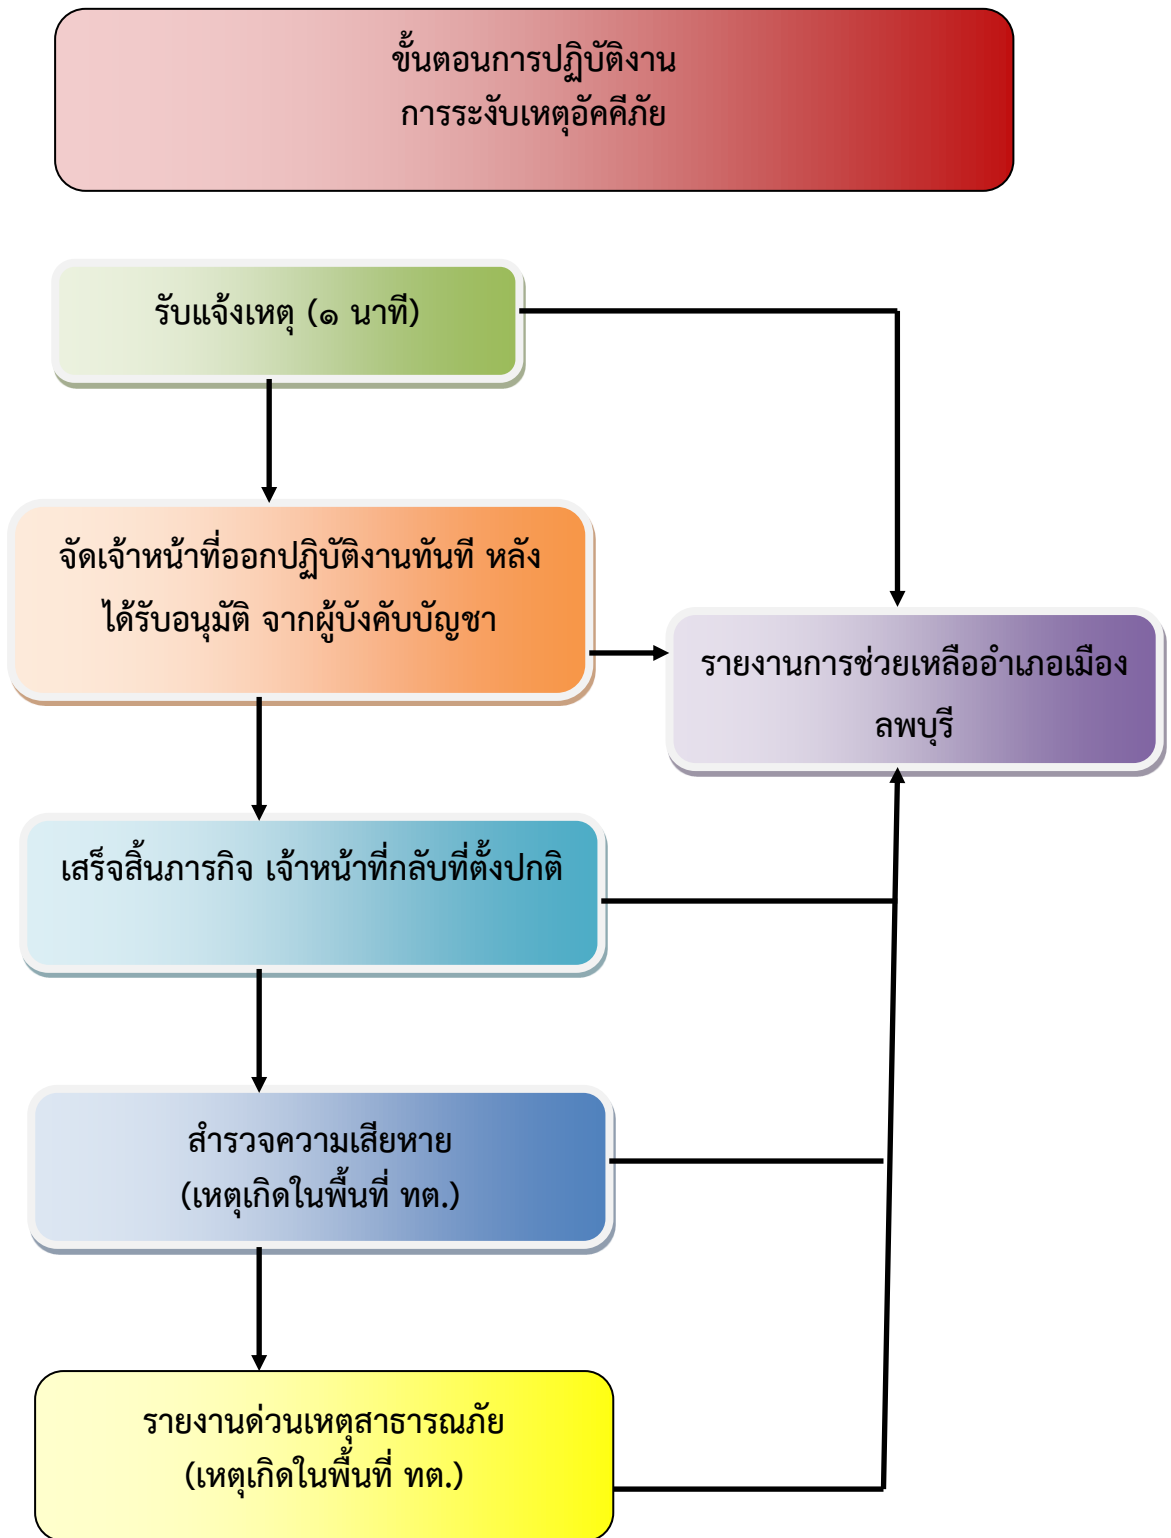 ขั้นตอนการปฏิบัติงาน
การระงับเหตุอัคคีภัย
รับแจ้งเหตุ (๑ นาที)
จัดเจ้าหน้าที่ออกปฏิบัติงานทันที หลัง
ได้รับอนุมัติ จากผู้บังคับบัญชา
รายงานการช่วยเหลืออำเภอเมือง
ลพบุรี
เสร็จสิ้นภารกิจ เจ้าหน้าที่กลับที่ตั้งปกติ
สำรวจความเสียหาย
(เหตุเกิดในพื้นที่ ทต.)
รายงานด่วนเหตุสาธารณภัย
(เหตุเกิดในพื้นที่ ทต.)